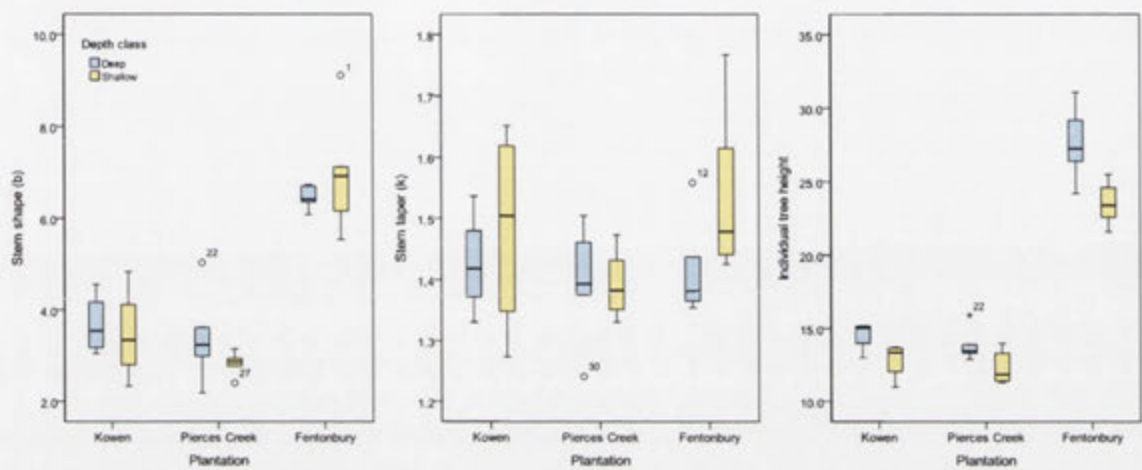 Stem shape (b)
10.0
8.0
6.0
4.0
2.0
Depth class
Deep
Shallow
1
22
27
Kowen Pierces Creek Fentonbury
Plantation
Stem taper (k)
1.8
1.7
1.6
1.5
1.4
1.3
1.2
12
30
Kowen Pierces Creek Fentonbury
Plantation
Individual tree height
35.0
30.0
25.0
20.0
15.0
10.0
22
Kowen Pierces Creek Fentonbury
Plantation